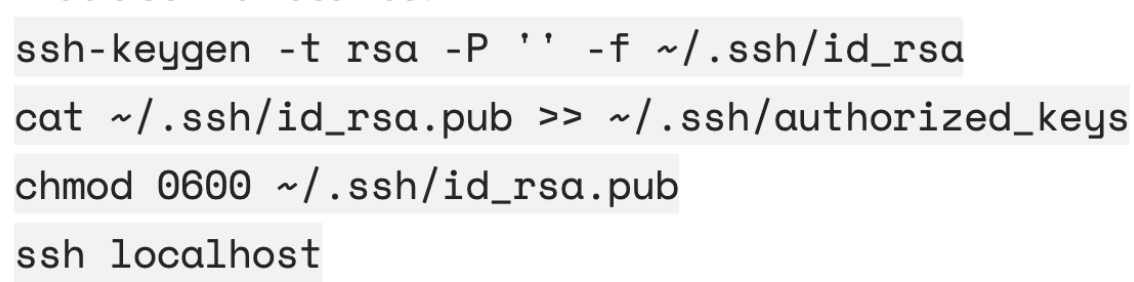 ssh-keygen -t rsa -P '' -f ~/.ssh/id_rsa
cat ~/.ssh/id_rsa.pub >> ~/.ssh/authorized_keys
chmod 0600 ~/.ssh/id_rsa.pub
ssh localhost